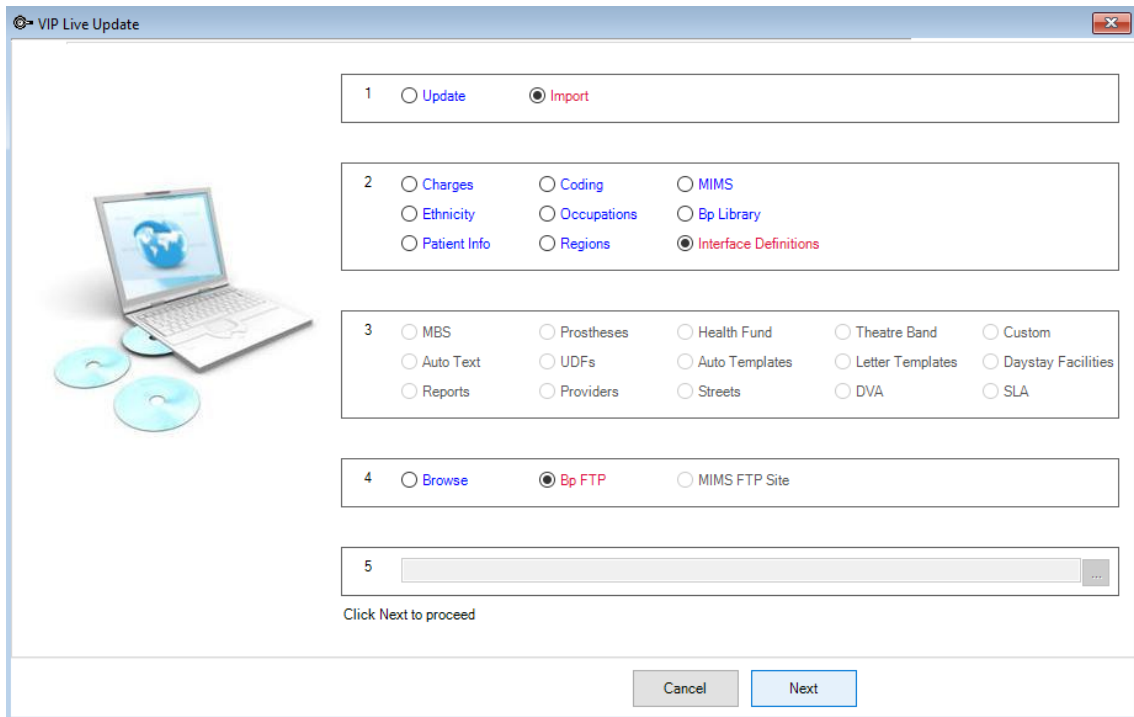 VIP Live Update
1 Update Import
2 Charges Coding MIMS
Ethnicity Occupations Bp Library
Patient Info Regions Interface Definitions
3 MBS Prostheses Health Fund Theatre Band Custom
Auto Text UDFs Auto Templates Letter Templates Daystay Facilities
Reports Providers Streets DVA SLA
4 Browse Bp FTP MIMS FTP Site
5 ...
Click Next to proceed
Cancel Next